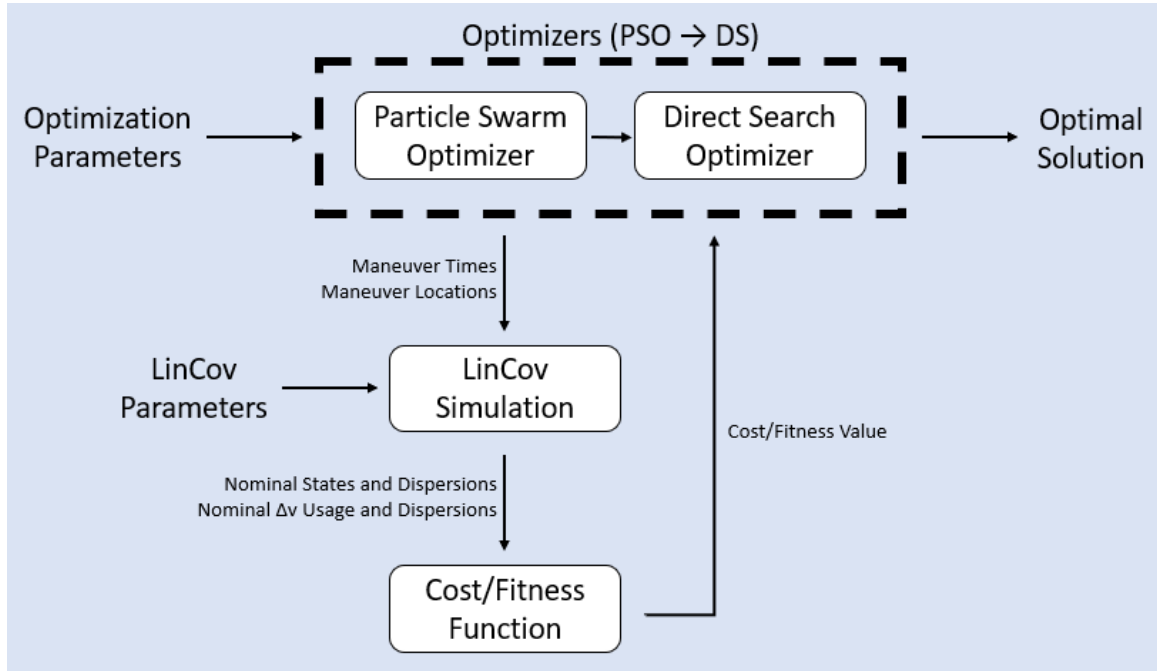 Optimizers (PSO → DS)
Optimization
Parameters
Particle Swarm
Optimizer
Direct Search
Optimizer
Optimal
Solution
Maneuver Times
Maneuver Locations
LinCov
Parameters
LinCov
Simulation
Cost/Fitness Value
Nominal States and Dispersions
Nominal Δv Usage and Dispersions
Cost/Fitness
Function